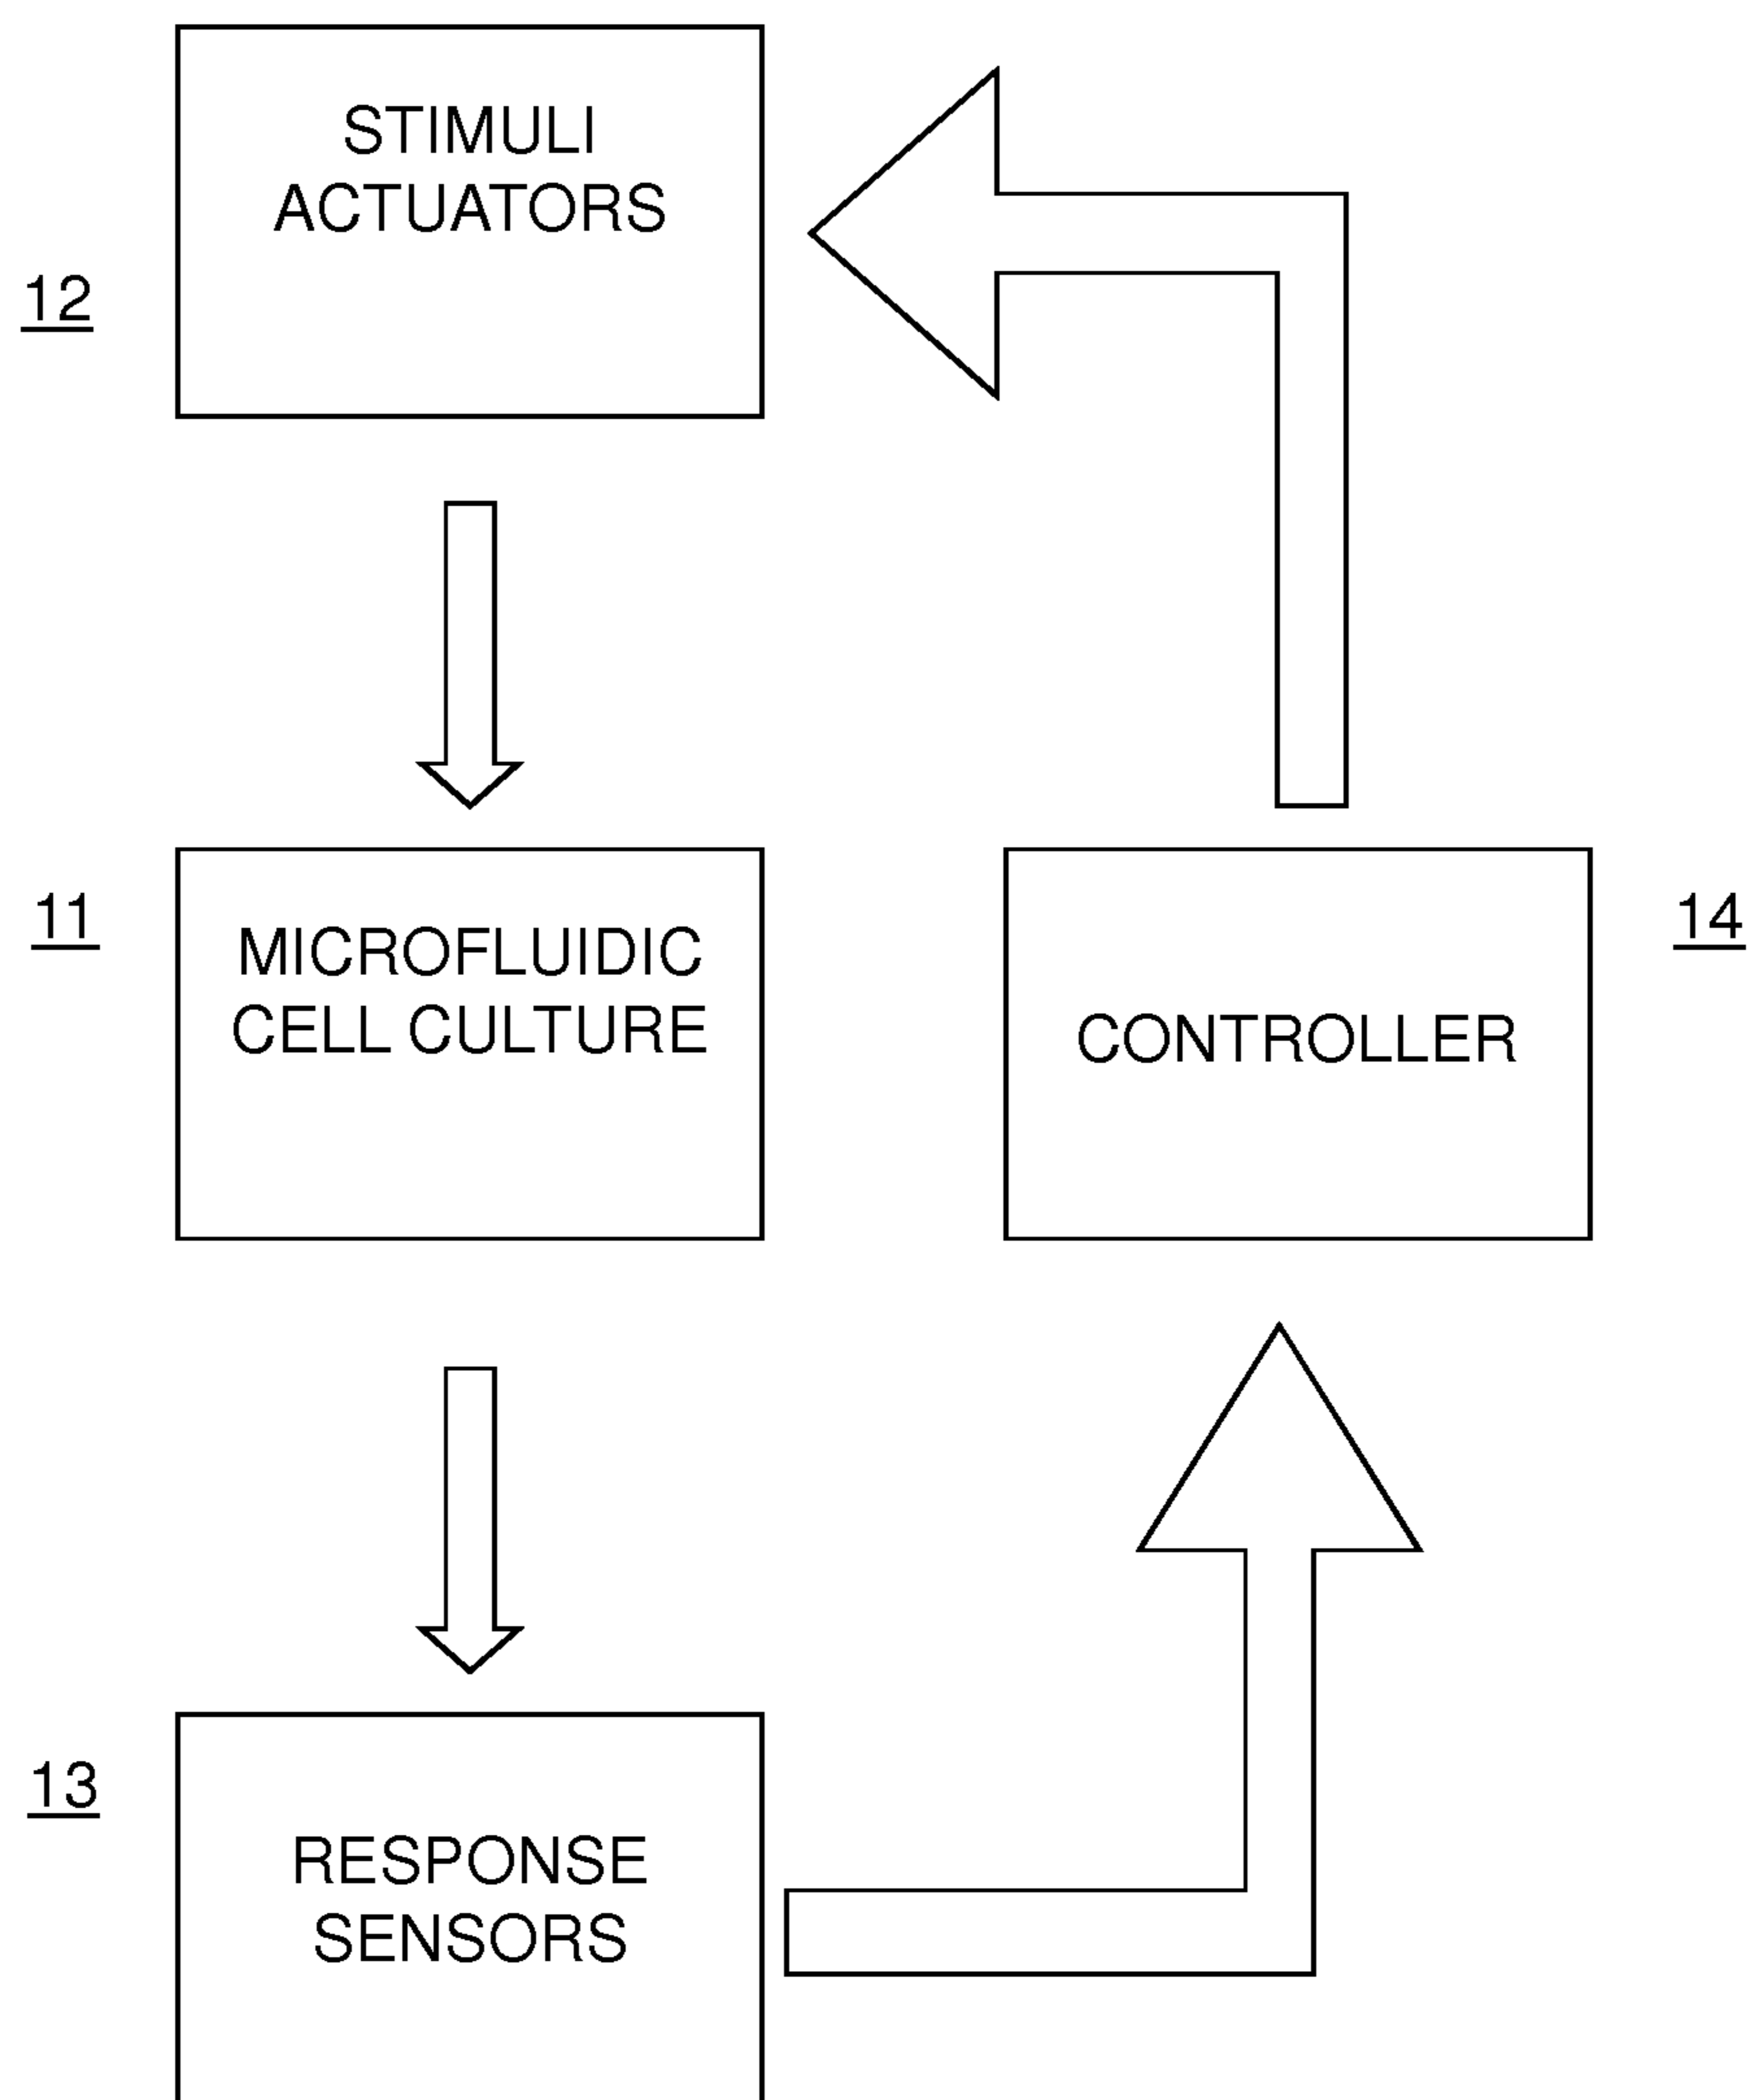 STIMULI
ACTUATORS
12
11
MICROFLUIDIC
CELL CULTURE
14
CONTROLLER
13
RESPONSE
SENSORS